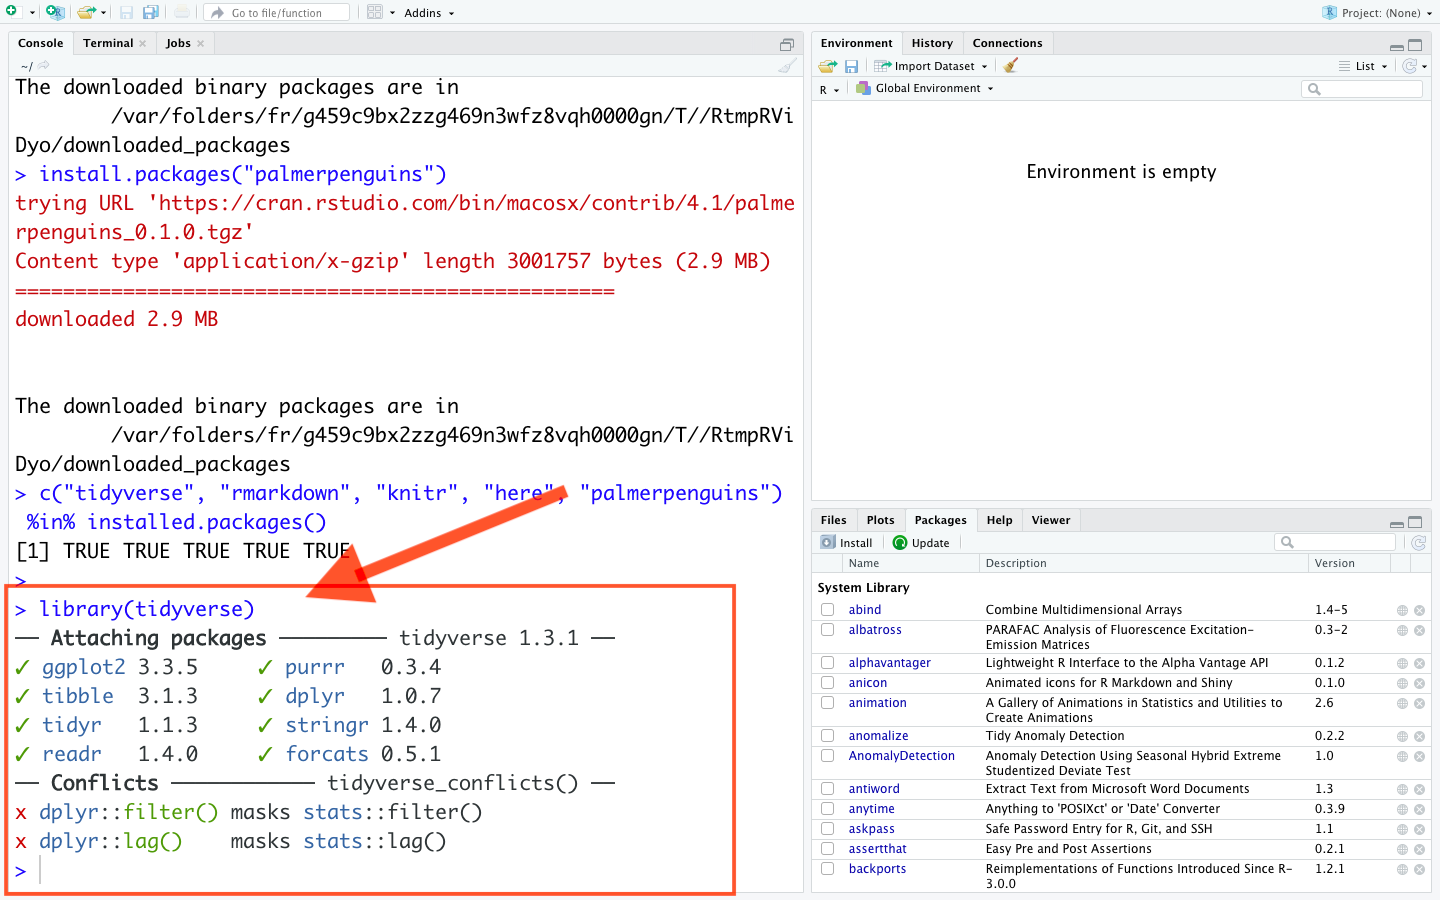 Go to file/function
Addins
Project: (None)
Console
Terminal
Jobs
~/
The downloaded binary packages are in
/var/folders/fr/g459c9bx2zzg469n3wfz8vqh0000gn/T//RtmpRVi
Dyo/downloaded_packages
> install.packages("palmerpenguins")
trying URL 'https://cran.rstudio.com/bin/macosx/contrib/4.1/palme
rpenguins_0.1.0.tgz'
Content type 'application/x-gzip' length 3001757 bytes (2.9 MB)
==================================================
downloaded 2.9 MB
The downloaded binary packages are in
/var/folders/fr/g459c9bx2zzg469n3wfz8vqh0000gn/T//RtmpRVi
Dyo/downloaded_packages
> c("tidyverse", "rmarkdown", "knitr", "here", "palmerpenguins")
%in% installed.packages()
[1] TRUE TRUE TRUE TRUE TRUE
>
> library(tidyverse)
── Attaching packages ───────── tidyverse 1.3.1 ──
✓ ggplot2 3.3.5 ✓ purrr 0.3.4
✓ tibble 3.1.3 ✓ dplyr 1.0.7
✓ tidyr 1.1.3 ✓ stringr 1.4.0
✓ readr 1.4.0 ✓ forcats 0.5.1
── Conflicts ──────────── tidyverse_conflicts() ──
x dplyr::filter() masks stats::filter()
x dplyr::lag() masks stats::lag()
>
Environment
History
Connections
Import Dataset
List
R
Global Environment
Environment is empty
Files
Plots
Packages
Help
Viewer
Install
Update
Name Description Version
System Library
abind Combine Multidimensional Arrays 1.4-5
albatross PARAFAC Analysis of Fluorescence Excitation- 0.3-2
Emission Matrices
alphavantager Lightweight R Interface to the Alpha Vantage API 0.1.2
anicon Animated icons for R Markdown and Shiny 0.1.0
animation A Gallery of Animations in Statistics and Utilities to 2.6
Create Animations
anomalize Tidy Anomaly Detection 0.2.2
AnomalyDetection Anomaly Detection Using Seasonal Hybrid Extreme 1.0
Studentized Deviate Test
antiword Extract Text from Microsoft Word Documents 1.3
anytime Anything to 'POSIXct' or 'Date' Converter 0.3.9
askpass Safe Password Entry for R, Git, and SSH 1.1
assertthat Easy Pre and Post Assertions 0.2.1
backports Reimplementations of Functions Introduced Since R- 1.2.1
3.0.0